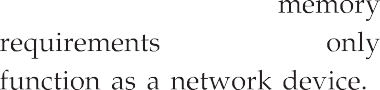 memory
requirements only
function as a network device.